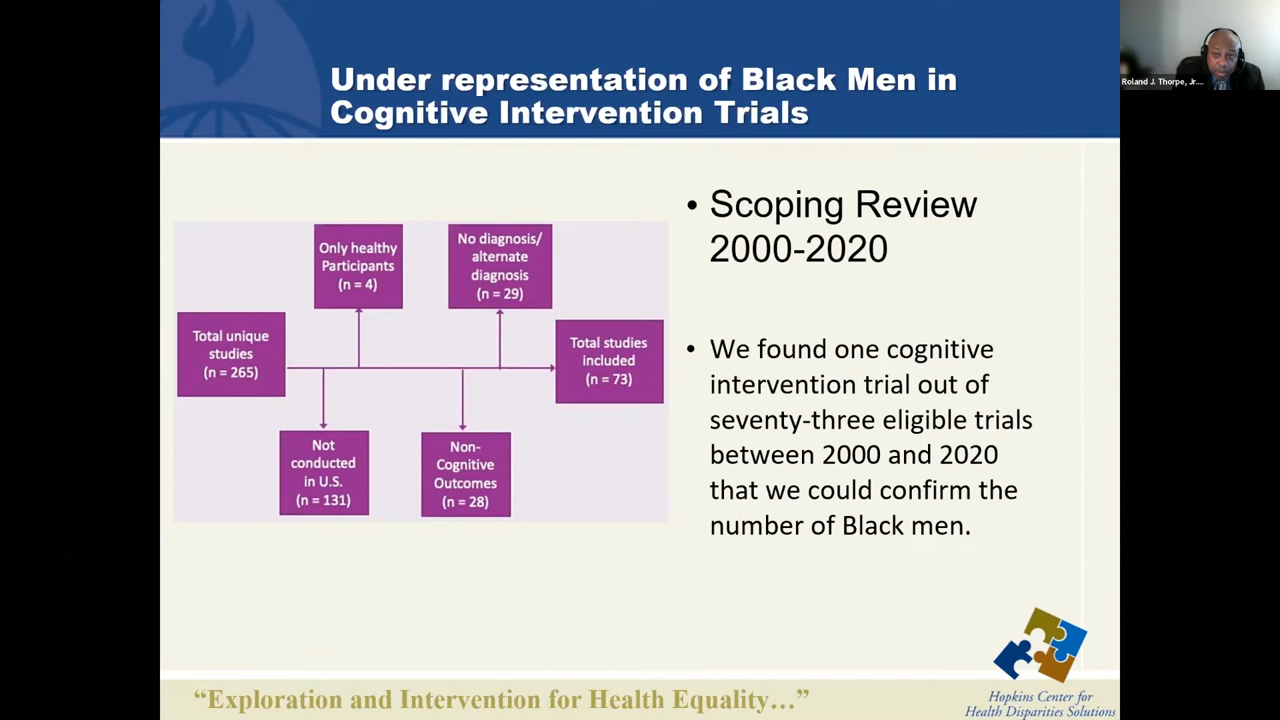 Under representation of Black Men in
Cognitive Intervention Trials
Roland J. Thorpe, Jr....
Only healthy
Participants
(n = 4)
No diagnosis/
alternate
diagnosis
(n = 29)
Total unique
studies
(n = 265)
Total studies
included
(n = 73)
Not
conducted
in U.S.
(n = 131)
Non-
Cognitive
Outcomes
(n = 28)
• Scoping Review
2000-2020
• We found one cognitive
intervention trial out of
seventy-three eligible trials
between 2000 and 2020
that we could confirm the
number of Black men.
“Exploration and Intervention for Health Equality…”
Hopkins Center for
Health Disparities Solutions